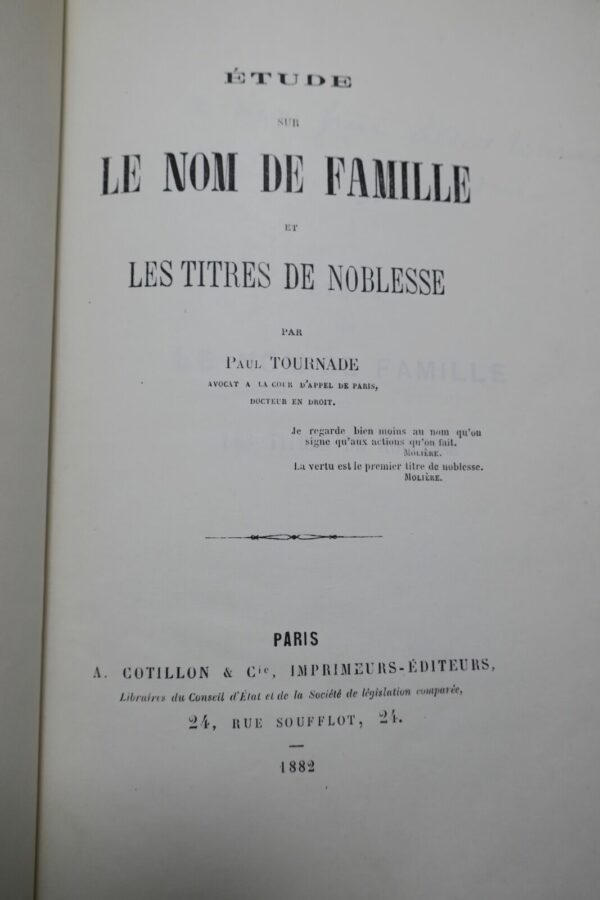 ÉTUDE
SUR
LE NOM DE FAMILLE
ET
LES TITRES DE NOBLESSE
PAR
PAUL TOURNADE
AVOCAT A LA COUR D'APPEL DE PARIS,
DOCTEUR EN DROIT.
Je regarde bien moins au nom qu'on
signe qu'aux actions qu'on fait.
MOLIÈRE.
La vertu est le premier titre de noblesse.
MOLIÈRE.
PARIS
A. COTILLON & Cie, IMPRIMEURS-ÉDITEURS,
Libraires du Conseil d'État et de la Société de législation comparée,
24, RUE SOUFFLOT, 24.
1882